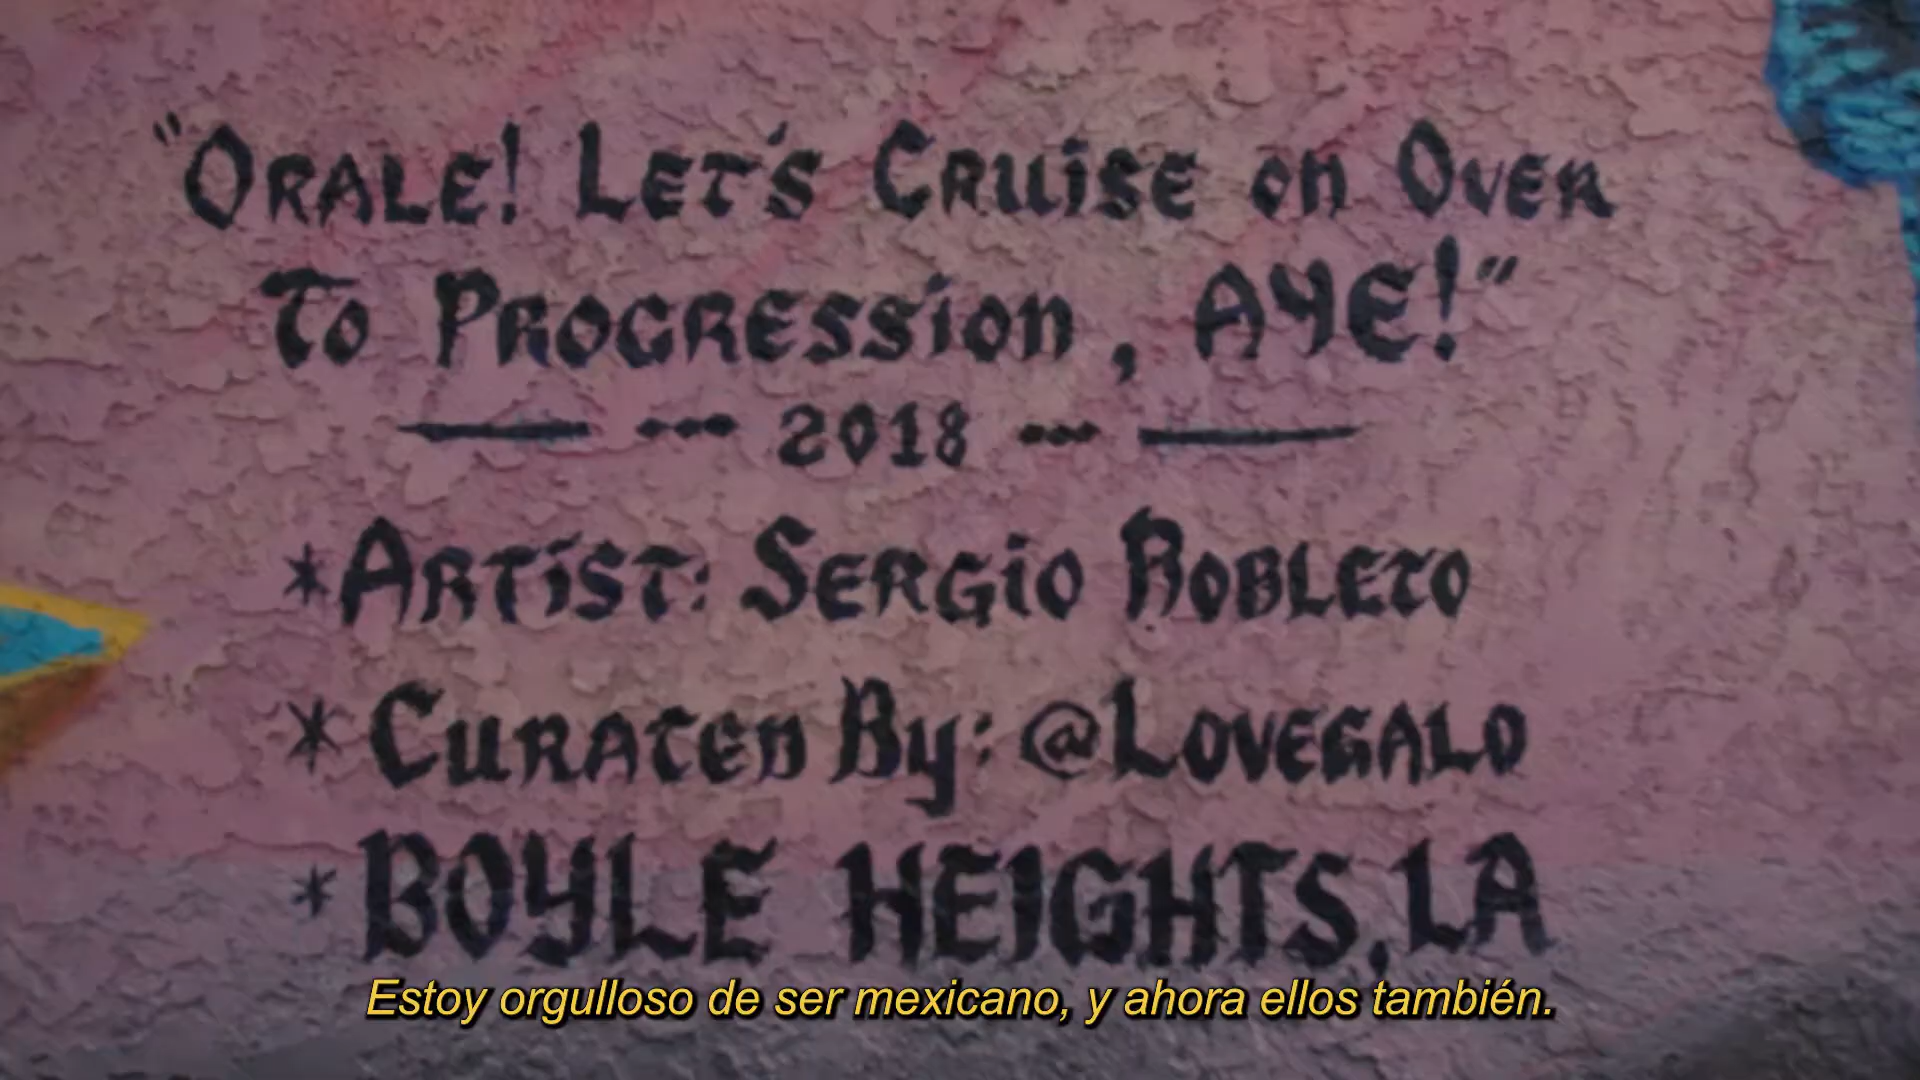 "ORALE! LET'S CRUISE ON OVER
TO PROGRESSION, AYE!"
2018
*ARTIST: SERGIO ROBLETO
*CURATED BY: @LOVEGALO
*BOYLE HEIGHTS, LA
Estoy orgulloso de ser mexicano, y ahora ellos también.